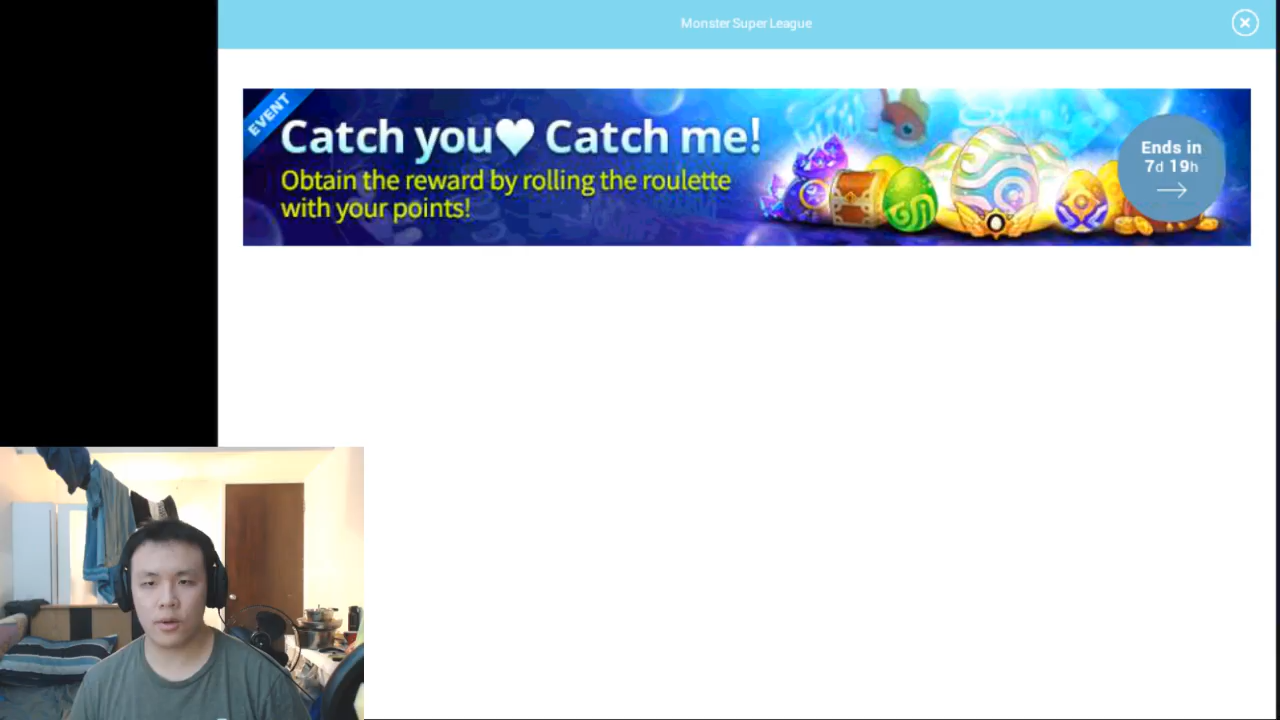 Monster Super League
EVENT
Catch you♥ Catch me!
Obtain the reward by rolling the roulette
with your points!
Ends in
7d 19h